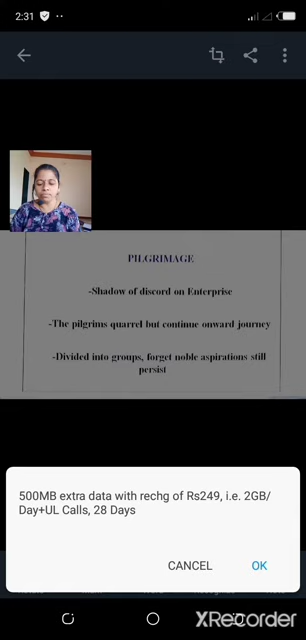 2:31
PILGRIMAGE
-Shadow of discord on Enterprise
-The pilgrims quarrel but continue onward journey
-Divided into groups, forget noble aspirations still
persist
500MB extra data with rechg of Rs249, i.e. 2GB/
Day+UL Calls, 28 Days
CANCEL OK
XRecorder